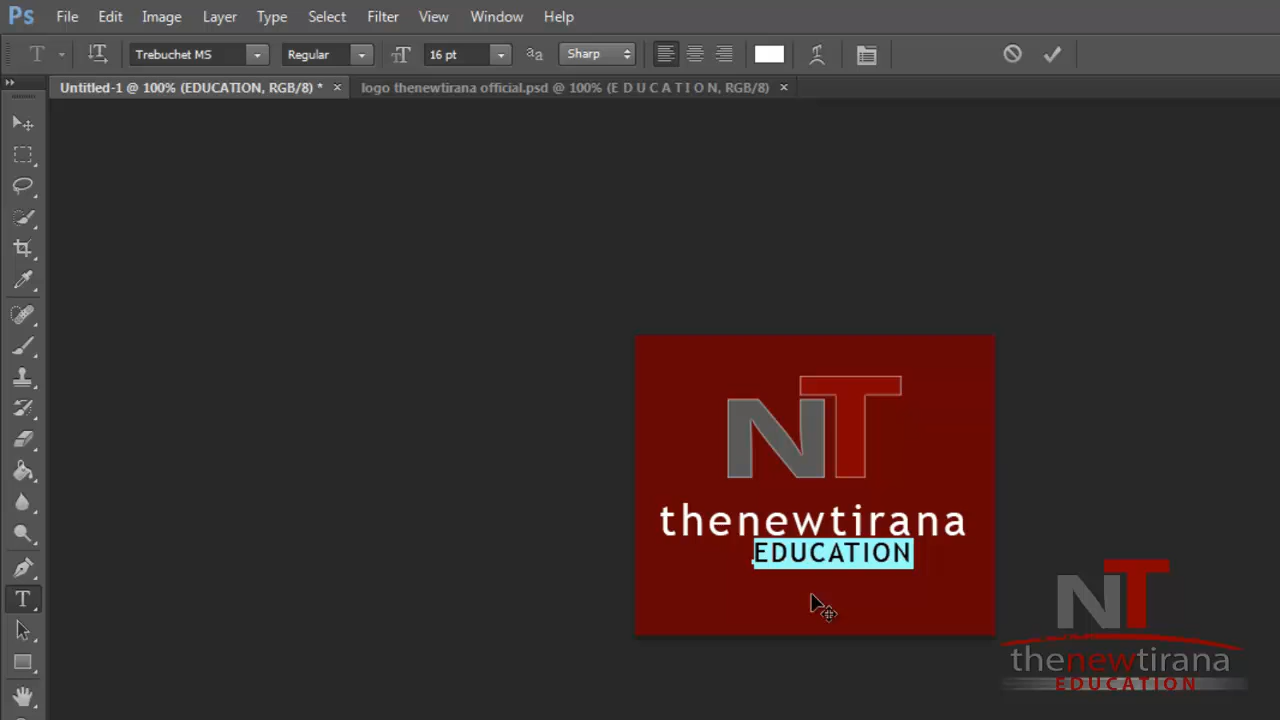 Ps File Edit Image Layer Type Select Filter View Window Help
T Trebuchet MS Regular 16 pt aa Sharp
Untitled-1 @ 100% (EDUCATION, RGB/8) * × logo thenewtirana official.psd @ 100% (E D U C A T I O N, RGB/8) ×
NT
thenewtirana
EDUCATION
T
NT
thenewtirana
EDUCATION